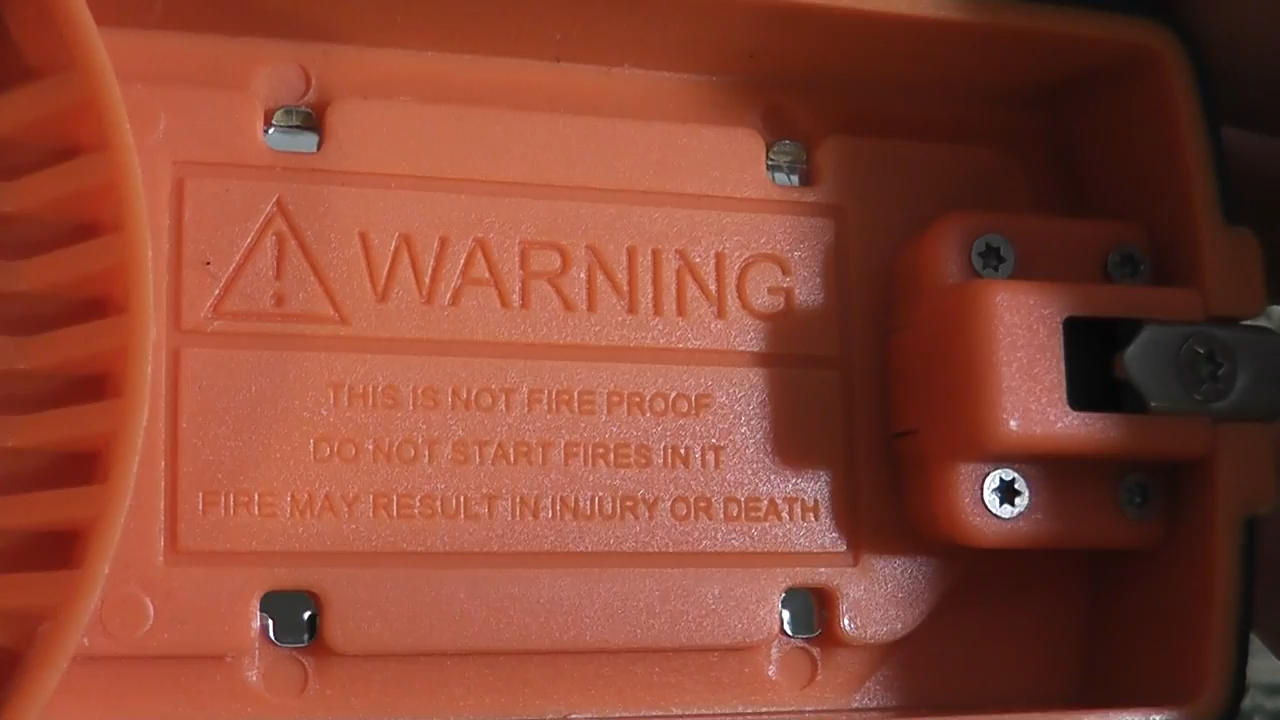 WARNING
THIS IS NOT FIRE PROOF
DO NOT START FIRES IN IT
FIRE MAY RESULT IN INJURY OR DEATH